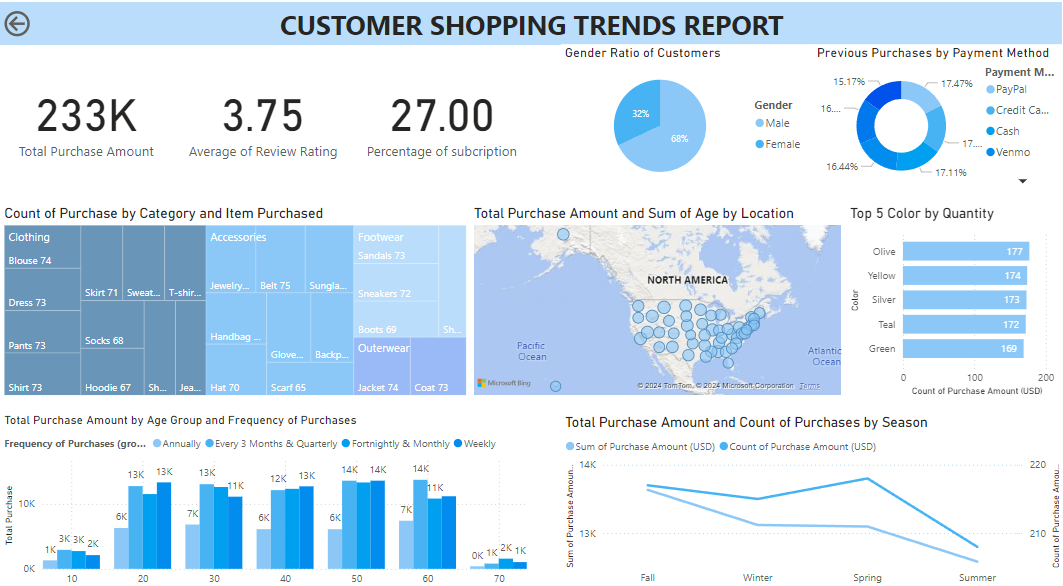 CUSTOMER SHOPPING TRENDS REPORT
233K
Total Purchase Amount
3.75
Average of Review Rating
27.00
Percentage of subcription
Gender Ratio of Customers
32%
68%
Gender
Male
Female
Previous Purchases by Payment Method
15.17%
17.47%
16....
17....
16.44%
17.11%
Payment M...
PayPal
Credit Ca...
Cash
Venmo
Count of Purchase by Category and Item Purchased
Clothing
Blouse 74
Dress 73
Pants 73
Shirt 73
Skirt 71
Sweat...
T-shir...
Socks 68
Hoodie 67
Sh...
Jea...
Accessories
Jewelry...
Belt 75
Sungla...
Handbag ...
Hat 70
Glove...
Backp...
Scarf 65
Footwear
Sandals 73
Sneakers 72
Boots 69
Sh...
Outerwear
Jacket 74
Coat 73
Total Purchase Amount and Sum of Age by Location
NORTH AMERICA
Pacific
Ocean
Atlantic
Ocean
Microsoft Bing
© 2024 TomTom, © 2024 Microsoft Corporation Terms
Top 5 Color by Quantity
Color
Olive 177
Yellow 174
Silver 173
Teal 172
Green 169
0 100 200
Count of Purchase Amount (USD)
Total Purchase Amount by Age Group and Frequency of Purchases
Frequency of Purchases (gro... Annually Every 3 Months & Quarterly Fortnightly & Monthly Weekly
Total Purchase
10K
0K
1K 3K 3K 2K
6K 13K 13K
7K 13K 11K
6K 12K 13K
6K 14K 14K
7K 14K 11K
0K 1K 2K 1K
10 20 30 40 50 60 70
Total Purchase Amount and Count of Purchases by Season
Sum of Purchase Amount (USD) Count of Purchase Amount (USD)
Sum of Purchase Amoun...
14K
13K
220
210
Count of Purchase Amou...
Fall Winter Spring Summer